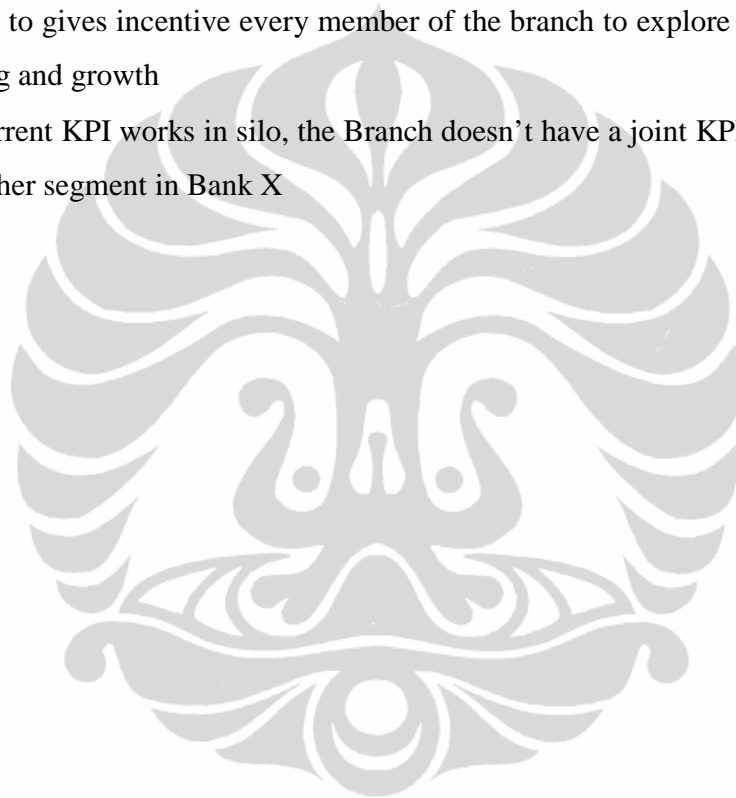 to gives incentive every member of the branch to explore
g and growth
rrent KPI works in silo, the Branch doesn’t have a joint KP
her segment in Bank X